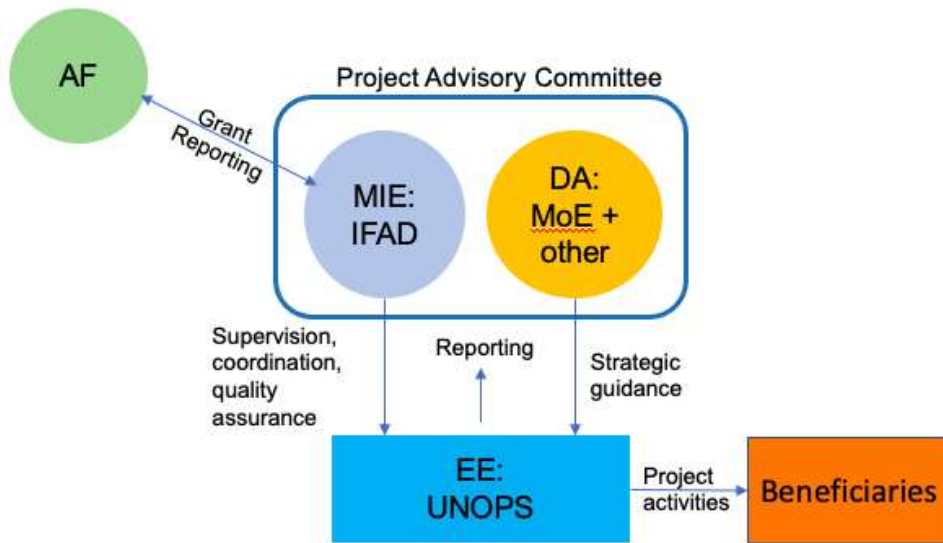 AF
Project Advisory Committee
Grant
Reporting
MIE:
IFAD
DA:
MoE +
other
Supervision,
coordination,
quality
assurance
Reporting
Strategic
guidance
EE:
UNOPS
Project
activities
Beneficiaries